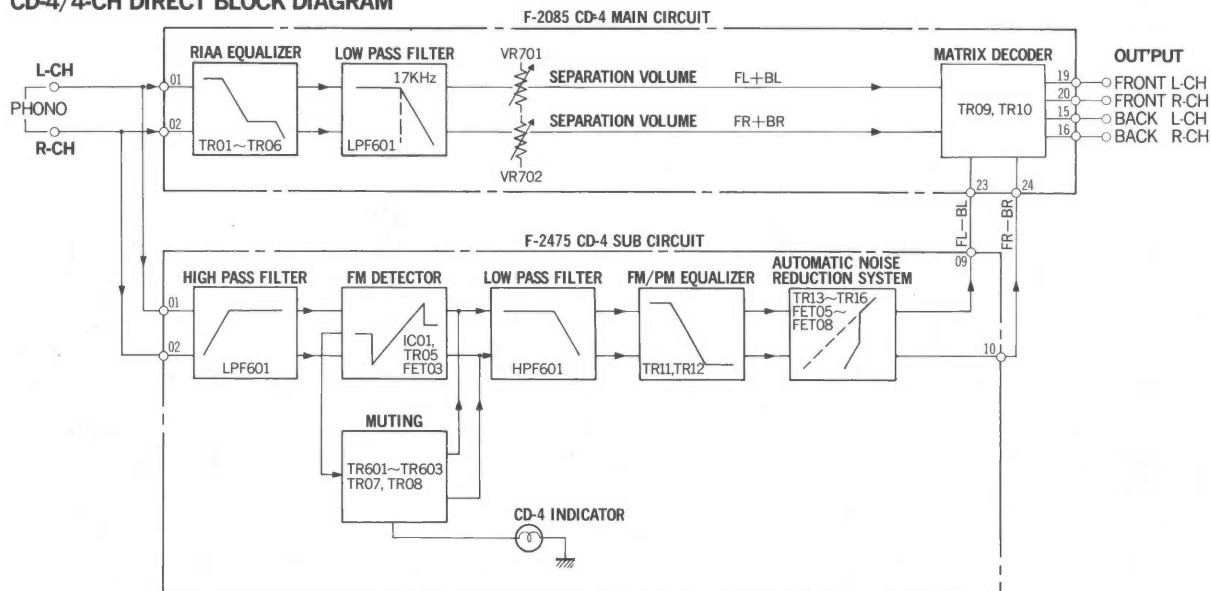 CD-4/4-CH DIRECT BLOCK DIAGRAM
F-2085 CD-4 MAIN CIRCUIT
RIAA EQUALIZER
LOW PASS FILTER
VR701
MATRIX DECODER
OUTPUT
L-CH
01
17KHz
SEPARATION VOLUME
FL+BL
19
FRONT L-CH
PHONO
20
FRONT R-CH
TR09, TR10
SEPARATION VOLUME
FR+BR
15
BACK L-CH
R-CH
02
16
BACK R-CH
TR01~TR06
LPF601
VR702
23
24
FL-BL
FR-BR
F-2475 CD-4 SUB CIRCUIT
09
HIGH PASS FILTER
FM DETECTOR
LOW PASS FILTER
FM/PM EQUALIZER
AUTOMATIC NOISE
REDUCTION SYSTEM
01
TR13~TR16
FET05~
FET08
IC01,
TR05
FET03
02
10
LPF601
HPF601
TR11,TR12
MUTING
TR601~TR603
TR07, TR08
CD-4 INDICATOR